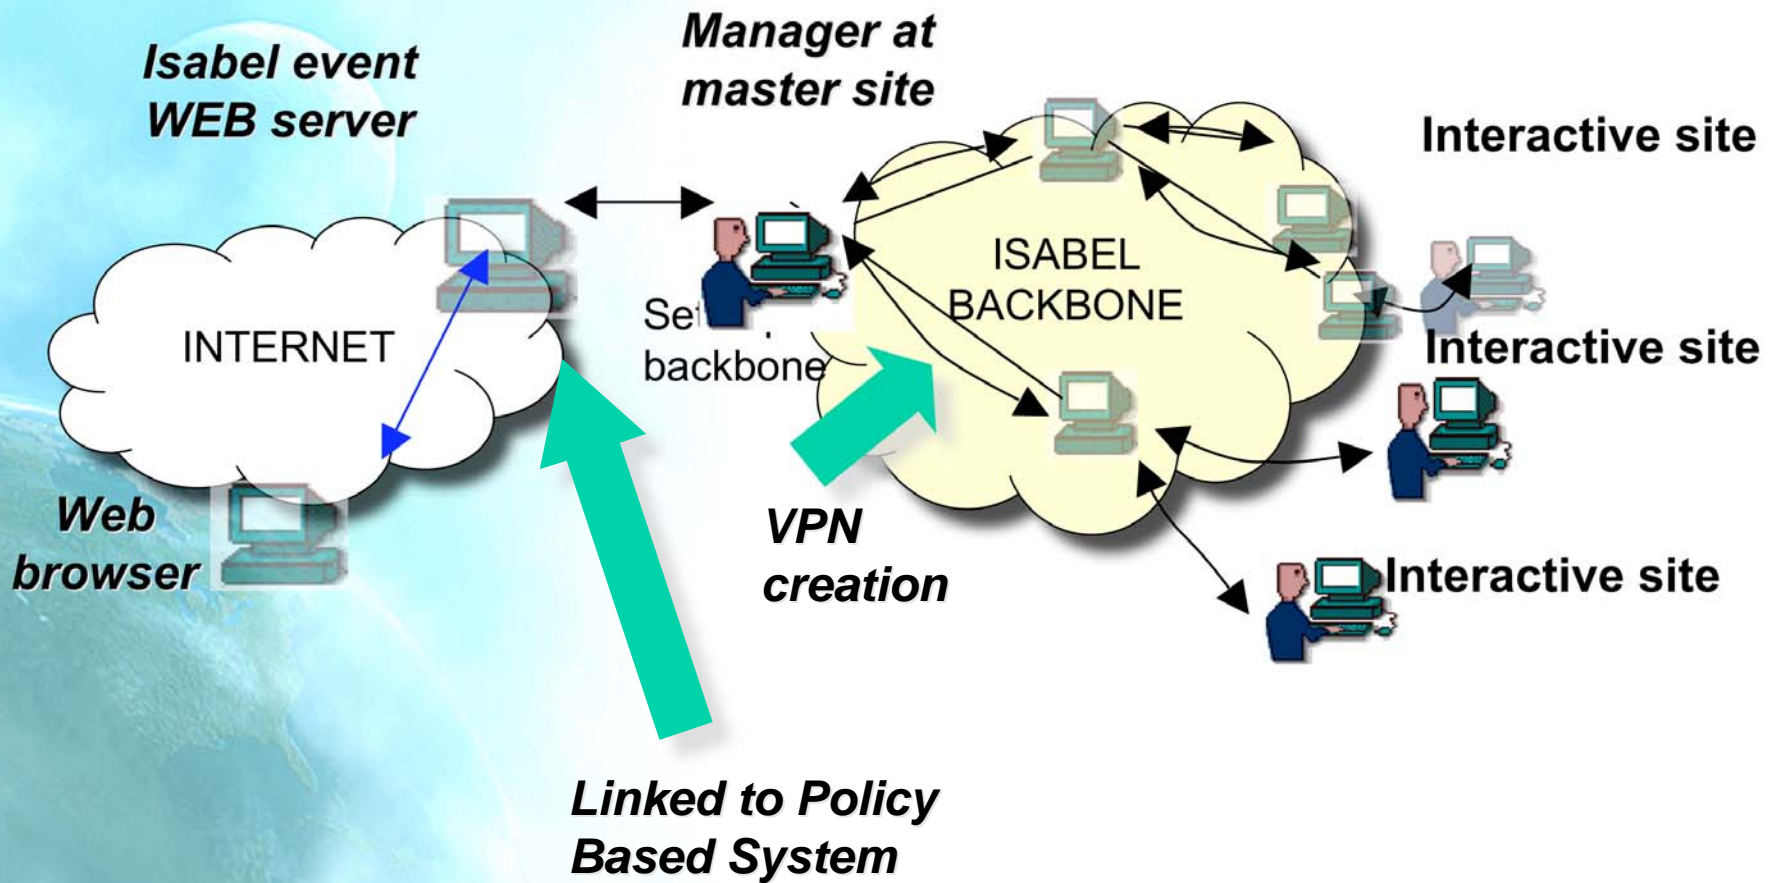 Isabel event
WEB server
Manager at
master site
Interactive site
ISABEL
BACKBONE
INTERNET
backbone
Interactive site
Web
browser
VPN
creation
Interactive site
Linked to Policy
Based System